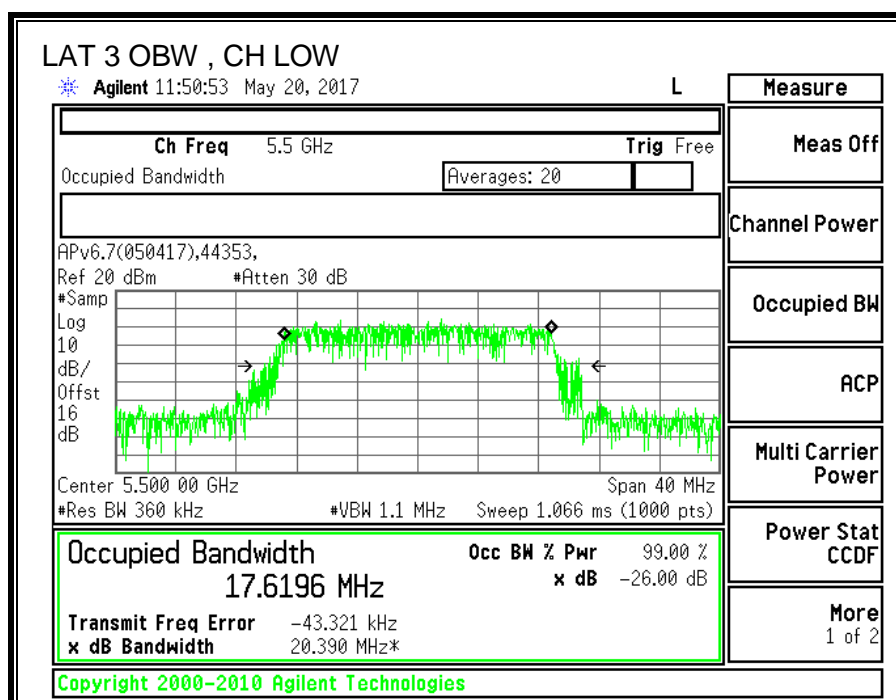 LAT 3 OBW , CH LOW
Agilent 11:50:53 May 20, 2017 L
Measure
Ch Freq 5.5 GHz Trig Free
Occupied Bandwidth Averages: 20
Meas Off
Channel Power
APv6.7(050417),44353,
Ref 20 dBm #Atten 30 dB
#Samp
Log
10
dB/
Offst
16
dB
Occupied BW
ACP
Center 5.500 00 GHz Span 40 MHz
#Res BW 360 kHz #VBW 1.1 MHz Sweep 1.066 ms (1000 pts)
Multi Carrier
Power
Occupied Bandwidth Occ BW % Pwr 99.00 %
17.6196 MHz x dB -26.00 dB
Transmit Freq Error -43.321 kHz
x dB Bandwidth 20.390 MHz*
Power Stat
CCDF
More
1 of 2
Copyright 2000-2010 Agilent Technologies